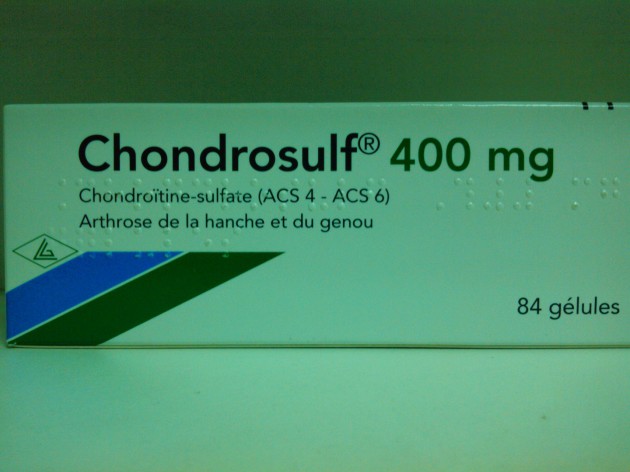 Chondrosulf® 400 mg
Chondroïtine-sulfate (ACS 4 - ACS 6)
Arthrose de la hanche et du genou
84 gélules